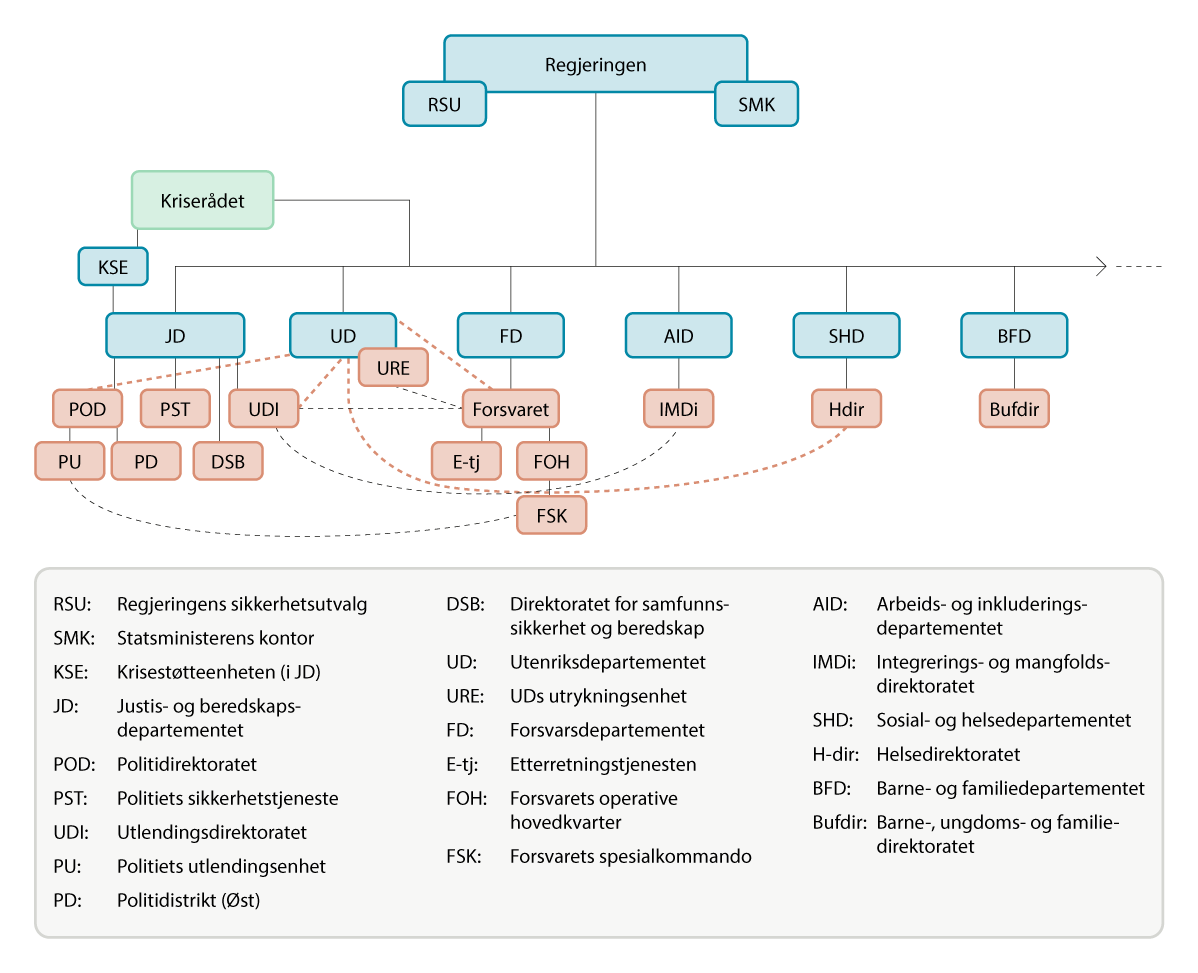 Regjeringen
RSU
SMK
Kriserådet
KSE
JD
UD
FD
AID
SHD
BFD
URE
POD
PST
UDI
Forsvaret
IMDi
Hdir
Bufdir
PU
PD
DSB
E-tj
FOH
FSK
RSU: Regjeringens sikkerhetsutvalg
SMK: Statsministerens kontor
KSE: Krisestøtteenheten (i JD)
JD: Justis- og beredskaps-
departementet
POD: Politidirektoratet
PST: Politiets sikkerhetstjeneste
UDI: Utlendingsdirektoratet
PU: Politiets utlendingsenhet
PD: Politidistrikt (Øst)
DSB: Direktoratet for samfunns-
sikkerhet og beredskap
UD: Utenriksdepartementet
URE: UDs utrykningsenhet
FD: Forsvarsdepartementet
E-tj: Etterretningstjenesten
FOH: Forsvarets operative
hovedkvarter
FSK: Forsvarets spesialkommando
AID: Arbeids- og inkluderings-
departementet
IMDi: Integrerings- og mangfolds-
direktoratet
SHD: Sosial- og helsedepartementet
H-dir: Helsedirektoratet
BFD: Barne- og familiedepartementet
Bufdir: Barne-, ungdoms- og familie-
direktoratet